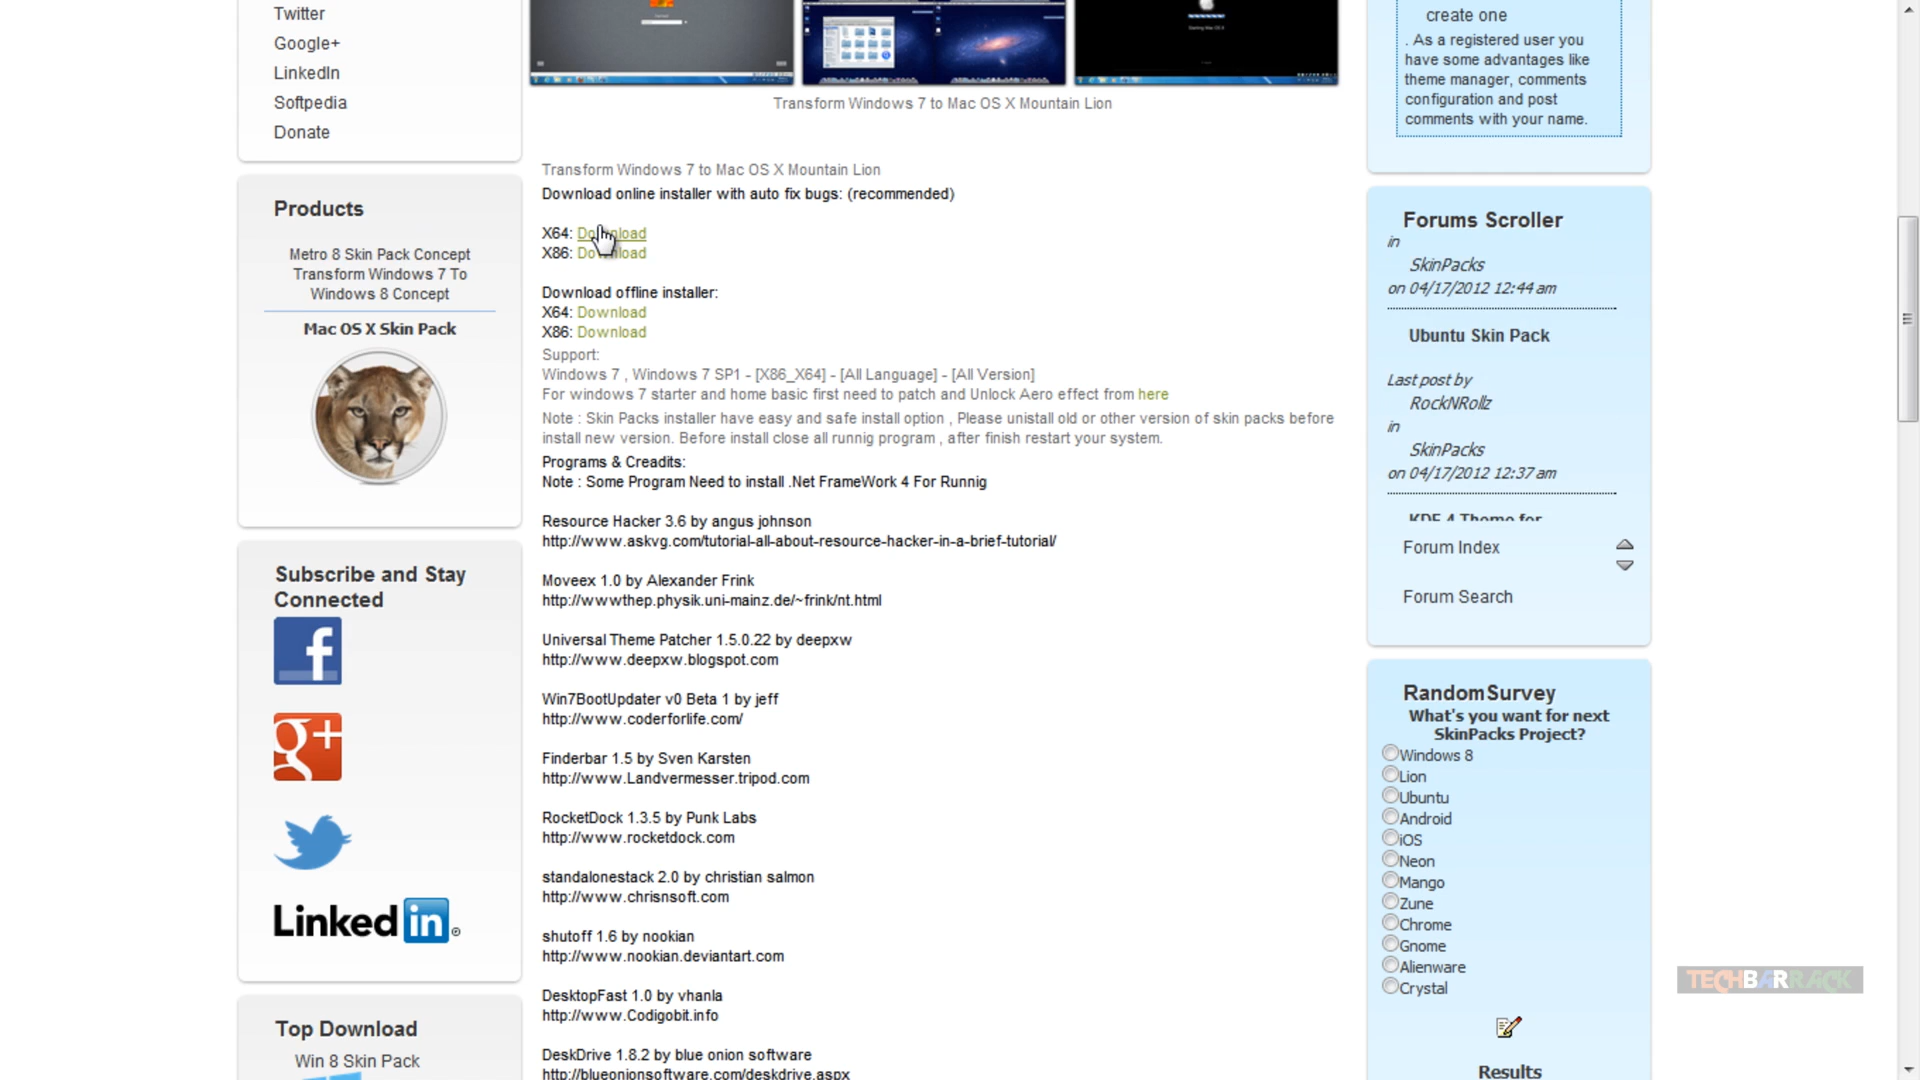 Twitter
Google+
LinkedIn
Softpedia
Donate
Products
Metro 8 Skin Pack Concept
Transform Windows 7 To
Windows 8 Concept
Mac OS X Skin Pack
Subscribe and Stay
Connected
f
g+
Linked in
Top Download
Win 8 Skin Pack
Transform Windows 7 to Mac OS X Mountain Lion
Transform Windows 7 to Mac OS X Mountain Lion
Download online installer with auto fix bugs: (recommended)
X64: Download
X86: Download
Download offline installer:
X64: Download
X86: Download
Support:
Windows 7 , Windows 7 SP1 - [X86_X64] - [All Language] - [All Version]
For windows 7 starter and home basic first need to patch and Unlock Aero effect from here
Note : Skin Packs installer have easy and safe install option , Please unistall old or other version of skin packs before
install new version. Before install close all runnig program , after finish restart your system.
Programs & Creadits:
Note : Some Program Need to install .Net FrameWork 4 For Runnig
Resource Hacker 3.6 by angus johnson
http://www.askvg.com/tutorial-all-about-resource-hacker-in-a-brief-tutorial/
Moveex 1.0 by Alexander Frink
http://wwwthep.physik.uni-mainz.de/~frink/nt.html
Universal Theme Patcher 1.5.0.22 by deepxw
http://www.deepxw.blogspot.com
Win7BootUpdater v0 Beta 1 by jeff
http://www.coderforlife.com/
Finderbar 1.5 by Sven Karsten
http://www.Landvermesser.tripod.com
RocketDock 1.3.5 by Punk Labs
http://www.rocketdock.com
standalonestack 2.0 by christian salmon
http://www.chrisnsoft.com
shutoff 1.6 by nookian
http://www.nookian.deviantart.com
DesktopFast 1.0 by vhanla
http://www.Codigobit.info
DeskDrive 1.8.2 by blue onion software
http://blueonionsoftware.com/deskdrive.aspx
create one
. As a registered user you
have some advantages like
theme manager, comments
configuration and post
comments with your name.
Forums Scroller
in
SkinPacks
on 04/17/2012 12:44 am
Ubuntu Skin Pack
Last post by
RockNRollz
in
SkinPacks
on 04/17/2012 12:37 am
KDE 4 Theme for
Forum Index
Forum Search
RandomSurvey
What's you want for next
SkinPacks Project?
Windows 8
Lion
Ubuntu
Android
iOS
Neon
Mango
Zune
Chrome
Gnome
Alienware
Crystal
Results
TECHBARRACK